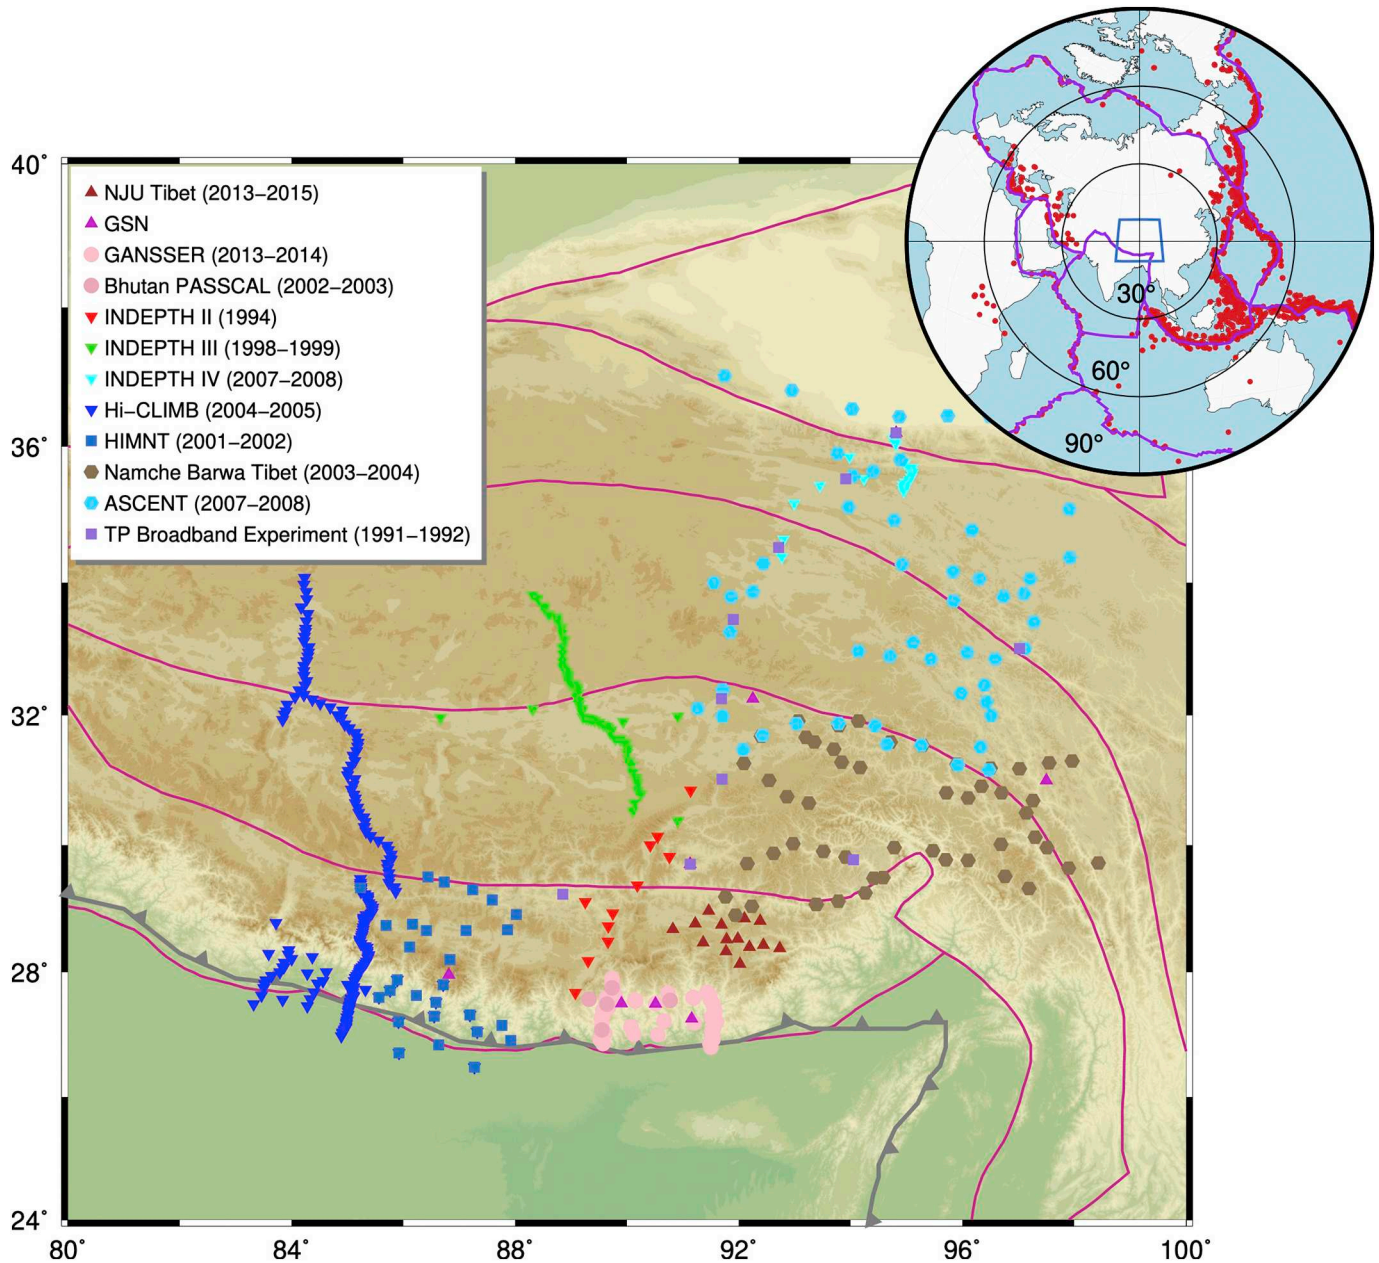 30°
60°
90°
40°
NJU Tibet (2013–2015)
GSN
GANSSER (2013–2014)
Bhutan PASSCAL (2002–2003)
INDEPTH II (1994)
INDEPTH III (1998–1999)
INDEPTH IV (2007–2008)
Hi–CLIMB (2004–2005)
HIMNT (2001–2002)
Namche Barwa Tibet (2003–2004)
ASCENT (2007–2008)
TP Broadband Experiment (1991–1992)
36°
32°
28°
24°
80° 84° 88° 92° 96° 100°